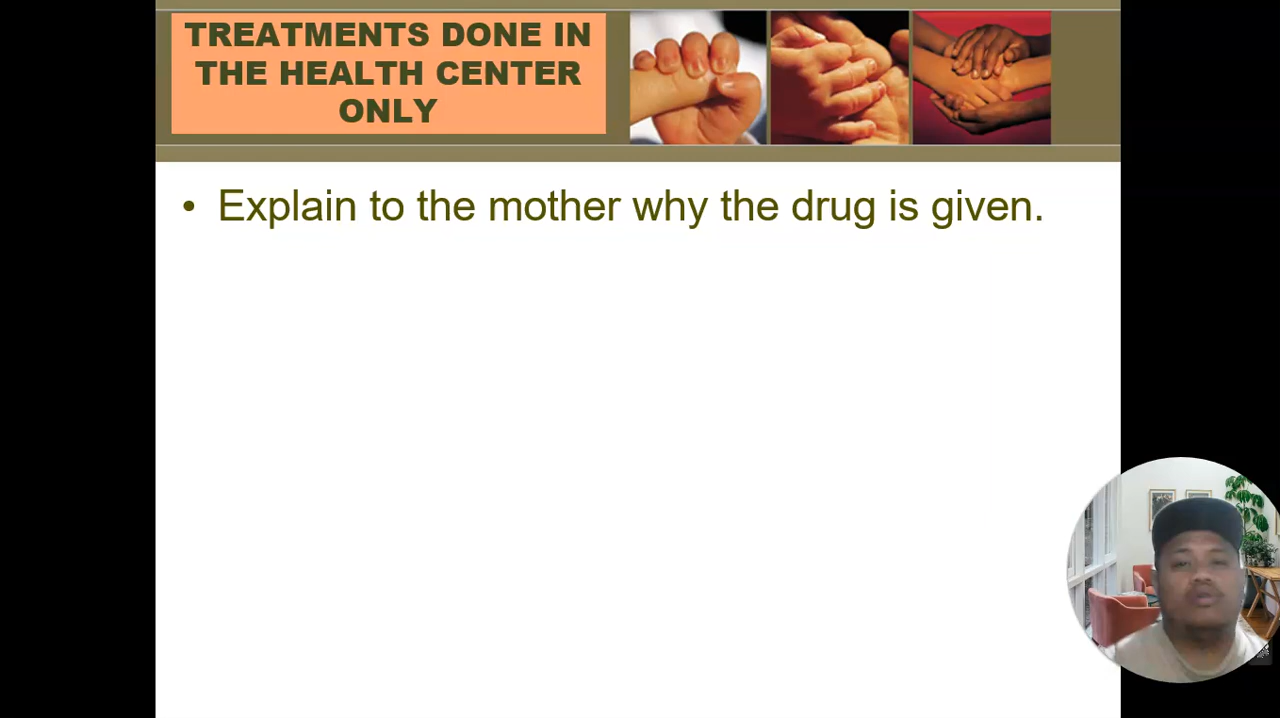 TREATMENTS DONE IN
THE HEALTH CENTER
ONLY
• Explain to the mother why the drug is given.